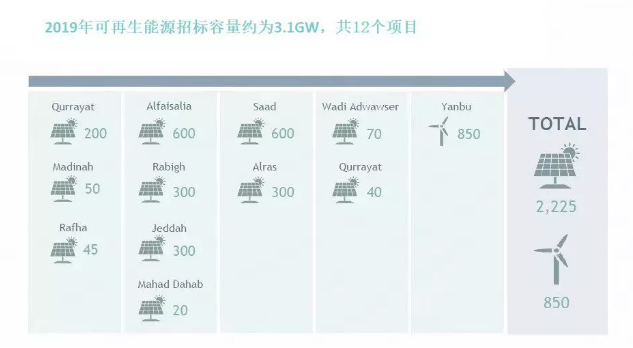 2019年可再生能源招标容量约为3.1GW，共12个项目
Qurrayat
200
Madinah
50
Rafha
45
Alfaisalia
600
Rabigh
300
Jeddah
300
Mahad Dahab
20
Saad
600
Alras
300
Wadi Adwawser
70
Qurrayat
40
Yanbu
850
TOTAL
2,225
850